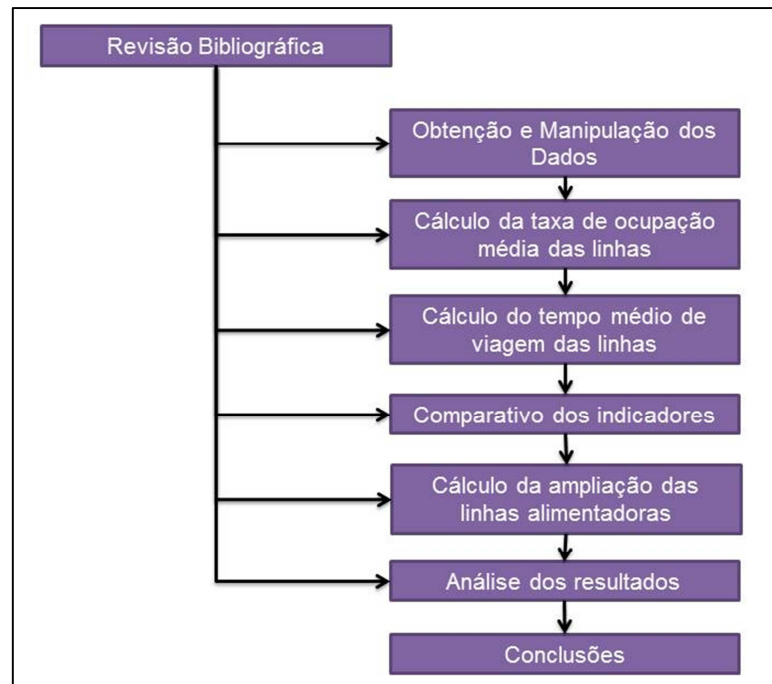 Revisão Bibliográfica
Obtenção e Manipulação dos
Dados
Cálculo da taxa de ocupação
média das linhas
Cálculo do tempo médio de
viagem das linhas
Comparativo dos indicadores
Cálculo da ampliação das
linhas alimentadoras
Análise dos resultados
Conclusões